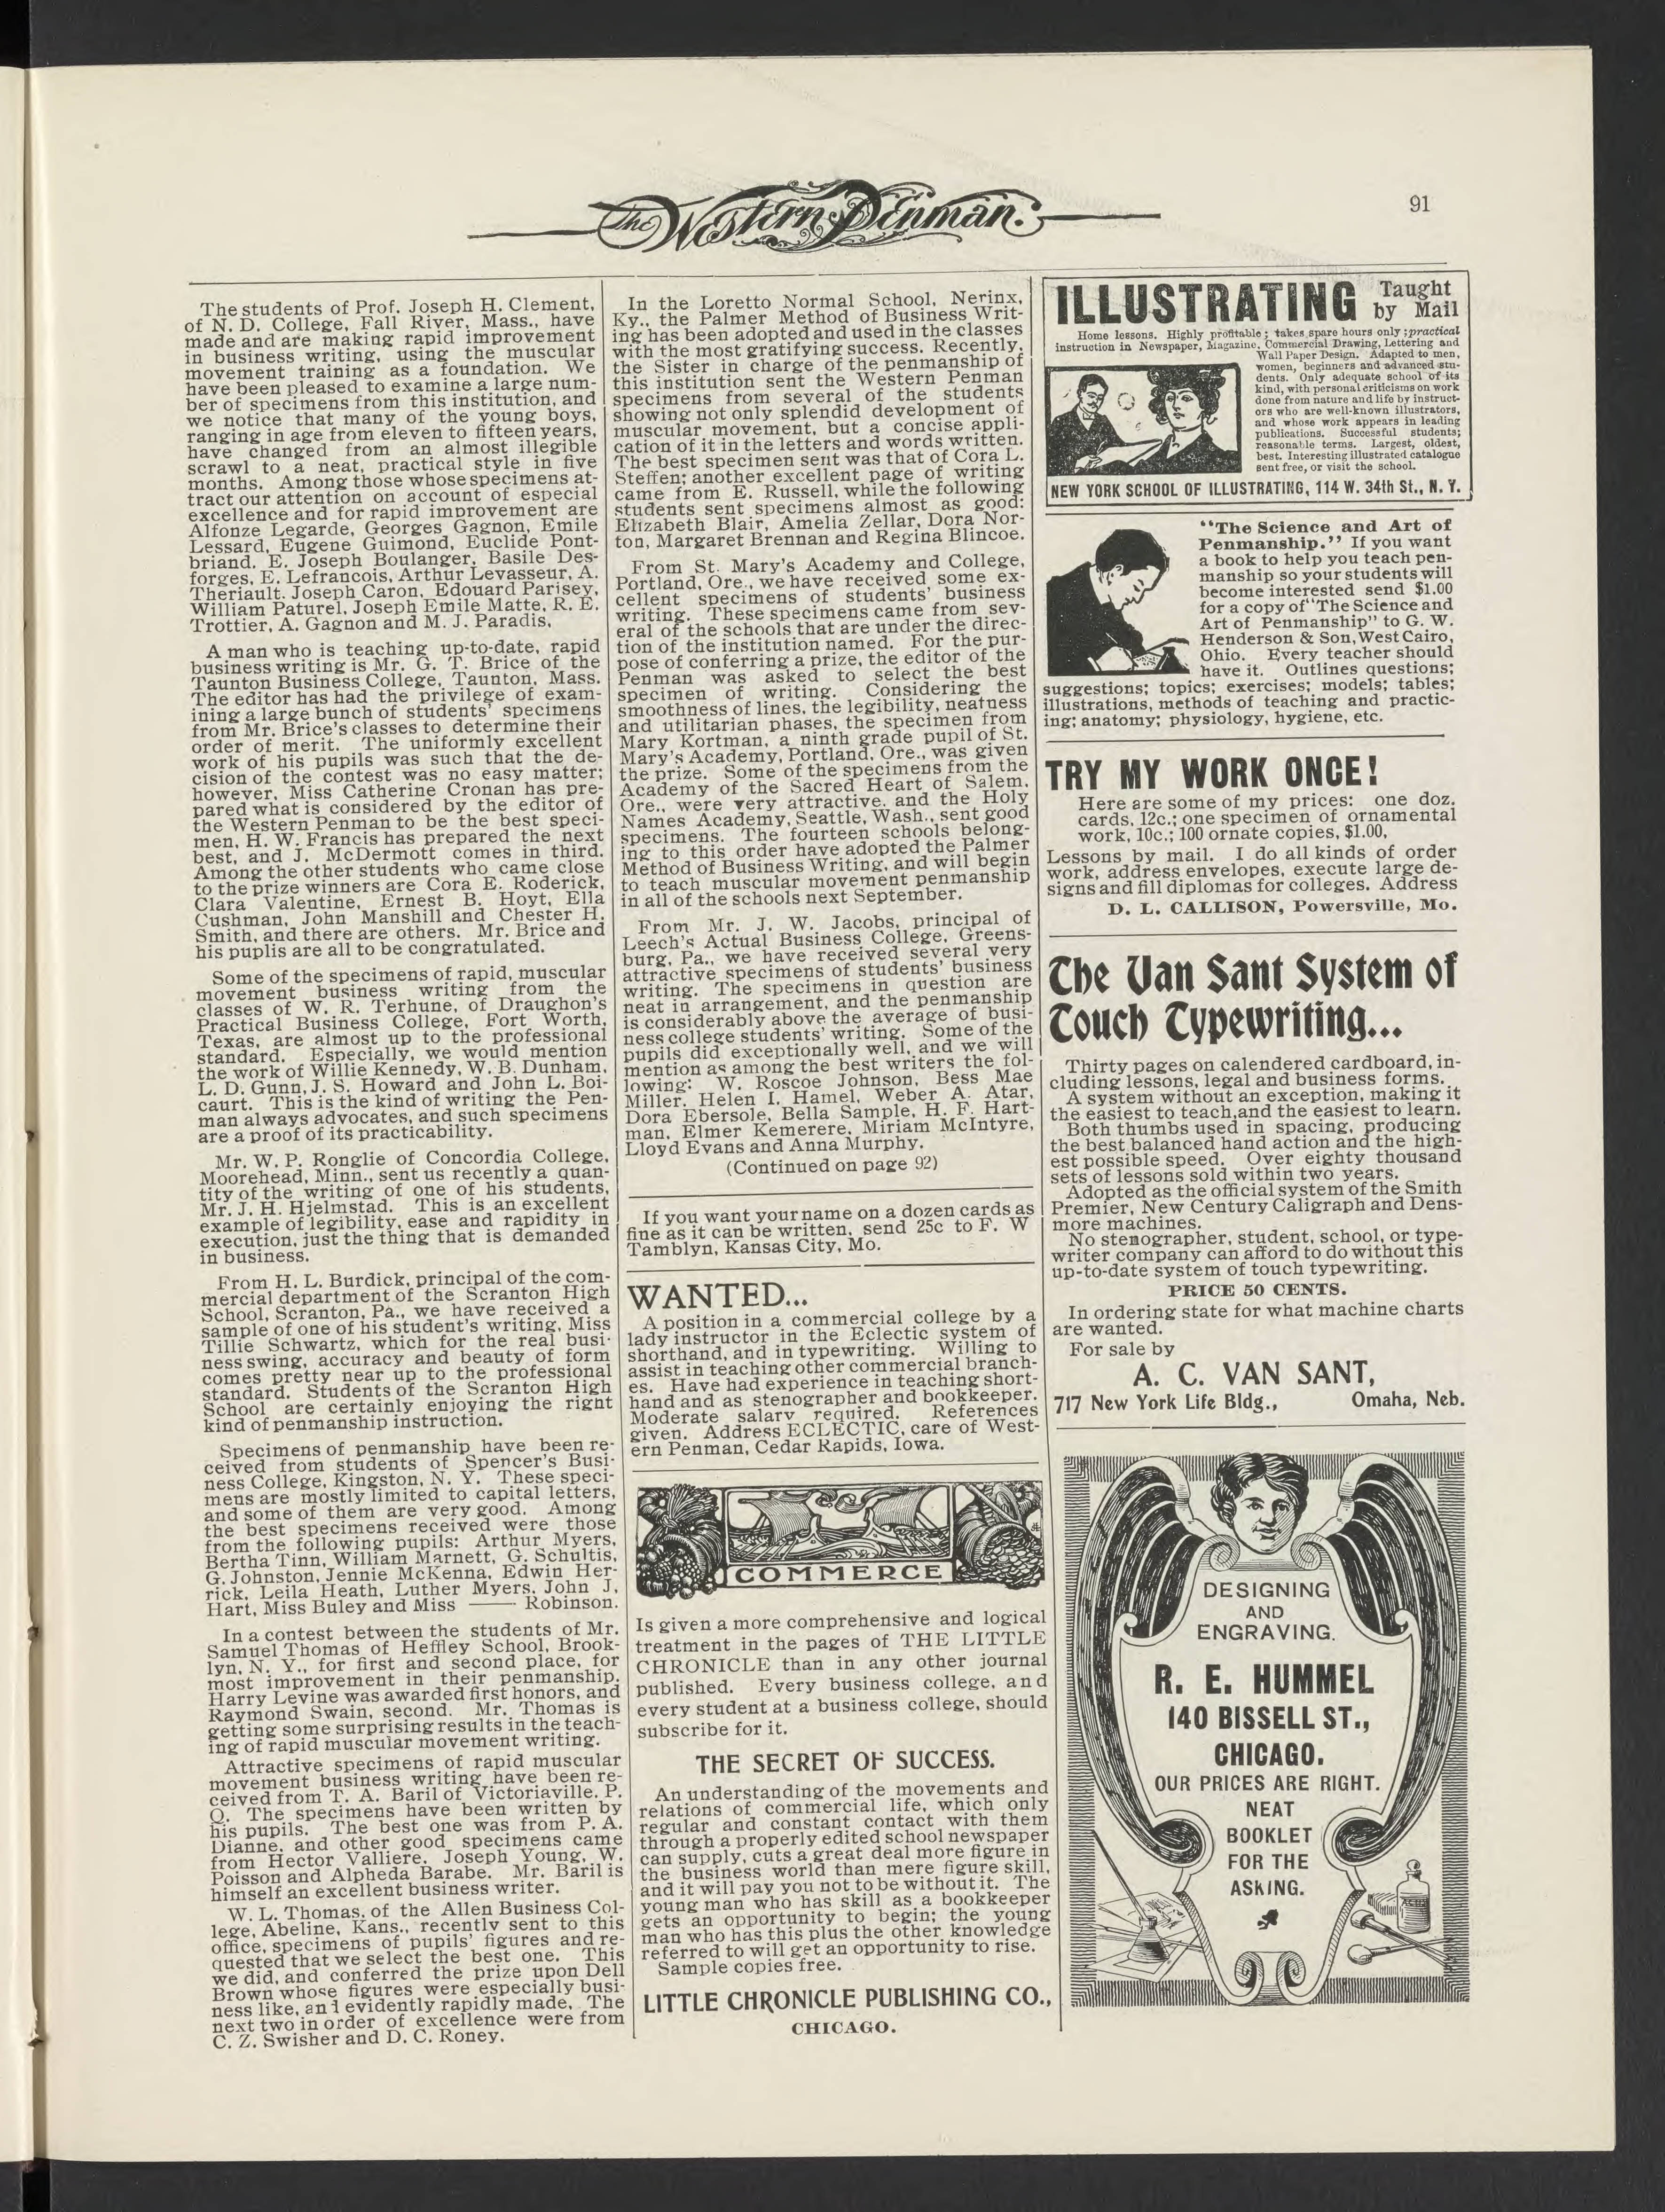 The Western Penman.
91
The students of Prof. Joseph H. Clement,
of N. D. College, Fall River, Mass., have
made and are making rapid improvement
in business writing, using the muscular
movement training as a foundation. We
have been pleased to examine a large num-
ber of specimens from this institution, and
we notice that many of the young boys,
ranging in age from eleven to fifteen years,
have changed from an almost illegible
scrawl to a neat, practical style in five
months. Among those whose specimens at-
tract our attention on account of especial
excellence and for rapid improvement are
Alfonze Legarde, Georges Gagnon, Emile
Lessard, Eugene Guimond, Euclide Pont-
briand, E. Joseph Boulanger, Basile Des-
forges, E. Lefrancois, Arthur Levasseur, A.
Theriault, Joseph Caron, Edouard Parisey,
William Paturel, Joseph Emile Matte, R. E.
Trottier, A. Gagnon and M. J. Paradis.
A man who is teaching up-to-date, rapid
business writing is Mr. G. T. Brice of the
Taunton Business College, Taunton, Mass.
The editor has had the privilege of exam-
ining a large bunch of students' specimens
from Mr. Brice's classes to determine their
order of merit. The uniformly excellent
work of his pupils was such that the de-
cision of the contest was no easy matter;
however, Miss Catherine Cronan has pre-
pared what is considered by the editor of
the Western Penman to be the best speci-
men, H. W. Francis has prepared the next
best, and J. McDermott comes in third.
Among the other students who came close
to the prize winners are Cora E. Roderick,
Clara Valentine, Ernest B. Hoyt, Ella
Cushman, John Manshill and Chester H.
Smith, and there are others. Mr. Brice and
his puplis are all to be congratulated.
Some of the specimens of rapid, muscular
movement business writing from the
classes of W. R. Terhune, of Draughon's
Practical Business College, Fort Worth,
Texas, are almost up to the professional
standard. Especially, we would mention
the work of Willie Kennedy, W. B. Dunham,
L. D. Gunn, J. S. Howard and John L. Boi-
caurt. This is the kind of writing the Pen-
man always advocates, and such specimens
are a proof of its practicability.
Mr. W. P. Ronglie of Concordia College,
Moorehead, Minn., sent us recently a quan-
tity of the writing of one of his students,
Mr. J. H. Hjelmstad. This is an excellent
example of legibility, ease and rapidity in
execution, just the thing that is demanded
in business.
From H. L. Burdick, principal of the com-
mercial department of the Scranton High
School, Scranton, Pa., we have received a
sample of one of his student's writing, Miss
Tillie Schwartz, which for the real busi-
ness swing, accuracy and beauty of form
comes pretty near up to the professional
standard. Students of the Scranton High
School are certainly enjoying the right
kind of penmanship instruction.
Specimens of penmanship have been re-
ceived from students of Spencer's Busi-
ness College, Kingston, N. Y. These speci-
mens are mostly limited to capital letters,
and some of them are very good. Among
the best specimens received were those
from the following pupils: Arthur Myers,
Bertha Tinn, William Marnett, G. Schultis,
G. Johnston, Jennie McKenna, Edwin Her-
rick, Leila Heath, Luther Myers, John J,
Hart, Miss Buley and Miss —— Robinson.
In a contest between the students of Mr.
Samuel Thomas of Heffley School, Brook-
lyn, N. Y., for first and second place, for
most improvement in their penmanship,
Harry Levine was awarded first honors, and
Raymond Swain, second. Mr. Thomas is
getting some surprising results in the teach-
ing of rapid muscular movement writing.
Attractive specimens of rapid muscular
movement business writing have been re-
ceived from T. A. Baril of Victoriaville, P.
Q. The specimens have been written by
his pupils. The best one was from P. A.
Dianne, and other good specimens came
from Hector Valliere, Joseph Young, W.
Poisson and Alpheda Barabe. Mr. Baril is
himself an excellent business writer.
W. L. Thomas, of the Allen Business Col-
lege, Abeline, Kans., recently sent to this
office, specimens of pupils' figures and re-
quested that we select the best one. This
we did, and conferred the prize upon Dell
Brown whose figures were especially busi-
ness like, and evidently rapidly made. The
next two in order of excellence were from
C. Z. Swisher and D. C. Roney.
In the Loretto Normal School, Nerinx,
Ky., the Palmer Method of Business Writ-
ing has been adopted and used in the classes
with the most gratifying success. Recently,
the Sister in charge of the penmanship of
this institution sent the Western Penman
specimens from several of the students
showing not only splendid development of
muscular movement, but a concise appli-
cation of it in the letters and words written.
The best specimen sent was that of Cora L.
Steffen; another excellent page of writing
came from E. Russell, while the following
students sent specimens almost as good:
Elizabeth Blair, Amelia Zellar, Dora Nor-
ton, Margaret Brennan and Regina Blincoe.
From St. Mary's Academy and College,
Portland, Ore., we have received some ex-
cellent specimens of students' business
writing. These specimens came from sev-
eral of the schools that are under the direc-
tion of the institution named. For the pur-
pose of conferring a prize, the editor of the
Penman was asked to select the best
specimen of writing. Considering the
smoothness of lines, the legibility, neatness
and utilitarian phases, the specimen from
Mary Kortman, a ninth grade pupil of St.
Mary's Academy, Portland, Ore., was given
the prize. Some of the specimens from the
Academy of the Sacred Heart of Salem,
Ore., were very attractive, and the Holy
Names Academy, Seattle, Wash., sent good
specimens. The fourteen schools belong-
ing to this order have adopted the Palmer
Method of Business Writing, and will begin
to teach muscular movement penmanship
in all of the schools next September.
From Mr. J. W. Jacobs, principal of
Leech's Actual Business College, Greens-
burg, Pa., we have received several very
attractive specimens of students' business
writing. The specimens in question are
neat in arrangement, and the penmanship
is considerably above the average of busi-
ness college students' writing. Some of the
pupils did exceptionally well, and we will
mention as among the best writers the fol-
lowing: W. Roscoe Johnson, Bess Mae
Miller, Helen I. Hamel, Weber A. Atar,
Dora Ebersole, Bella Sample, H. F. Hart-
man, Elmer Kemerere, Miriam McIntyre,
Lloyd Evans and Anna Murphy.
(Continued on page 92)
If you want your name on a dozen cards as
fine as it can be written, send 25c to F. W
Tamblyn, Kansas City, Mo.
WANTED...
A position in a commercial college by a
lady instructor in the Eclectic system of
shorthand, and in typewriting. Willing to
assist in teaching other commercial branch-
es. Have had experience in teaching short-
hand and as stenographer and bookkeeper.
Moderate salary required. References
given. Address ECLECTIC, care of West-
ern Penman, Cedar Rapids, Iowa.
COMMERCE
Is given a more comprehensive and logical
treatment in the pages of THE LITTLE
CHRONICLE than in any other journal
published. Every business college, and
every student at a business college, should
subscribe for it.
THE SECRET OF SUCCESS.
An understanding of the movements and
relations of commercial life, which only
regular and constant contact with them
through a properly edited school newspaper
can supply, cuts a great deal more figure in
the business world than mere figure skill,
and it will pay you not to be without it. The
young man who has skill as a bookkeeper
gets an opportunity to begin; the young
man who has this plus the other knowledge
referred to will get an opportunity to rise.
Sample copies free.
LITTLE CHRONICLE PUBLISHING CO.,
CHICAGO.
ILLUSTRATING Taught
by Mail
Home lessons. Highly profitable; takes spare hours only; practical
instruction in Newspaper, Magazine, Commercial Drawing, Lettering and
Wall Paper Design. Adapted to men,
women, beginners and advanced stu-
dents. Only adequate school of its
kind, with personal criticisms on work
done from nature and life by instruct-
ors who are well-known illustrators,
and whose work appears in leading
publications. Successful students;
reasonable terms. Largest, oldest,
best. Interesting illustrated catalogue
sent free, or visit the school.
NEW YORK SCHOOL OF ILLUSTRATING, 114 W. 34th St., N. Y.
"The Science and Art of
Penmanship." If you want
a book to help you teach pen-
manship so your students will
become interested send $1.00
for a copy of "The Science and
Art of Penmanship" to G. W.
Henderson & Son, West Cairo,
Ohio. Every teacher should
have it. Outlines questions;
suggestions; topics; exercises; models; tables;
illustrations, methods of teaching and practic-
ing; anatomy; physiology, hygiene, etc.
TRY MY WORK ONCE!
Here are some of my prices: one doz.
cards, 12c.; one specimen of ornamental
work, 10c.; 100 ornate copies, $1.00,
Lessons by mail. I do all kinds of order
work, address envelopes, execute large de-
signs and fill diplomas for colleges. Address
D. L. CALLISON, Powersville, Mo.
The Van Sant System of
Touch Typewriting...
Thirty pages on calendered cardboard, in-
cluding lessons, legal and business forms.
A system without an exception, making it
the easiest to teach, and the easiest to learn.
Both thumbs used in spacing, producing
the best balanced hand action and the high-
est possible speed. Over eighty thousand
sets of lessons sold within two years.
Adopted as the official system of the Smith
Premier, New Century Caligraph and Dens-
more machines.
No stenographer, student, school, or type-
writer company can afford to do without this
up-to-date system of touch typewriting.
PRICE 50 CENTS.
In ordering state for what machine charts
are wanted.
For sale by
A. C. VAN SANT,
717 New York Life Bldg., Omaha, Neb.
DESIGNING
AND
ENGRAVING.
R. E. HUMMEL
140 BISSELL ST.,
CHICAGO.
OUR PRICES ARE RIGHT.
NEAT
BOOKLET
FOR THE
ASKING.